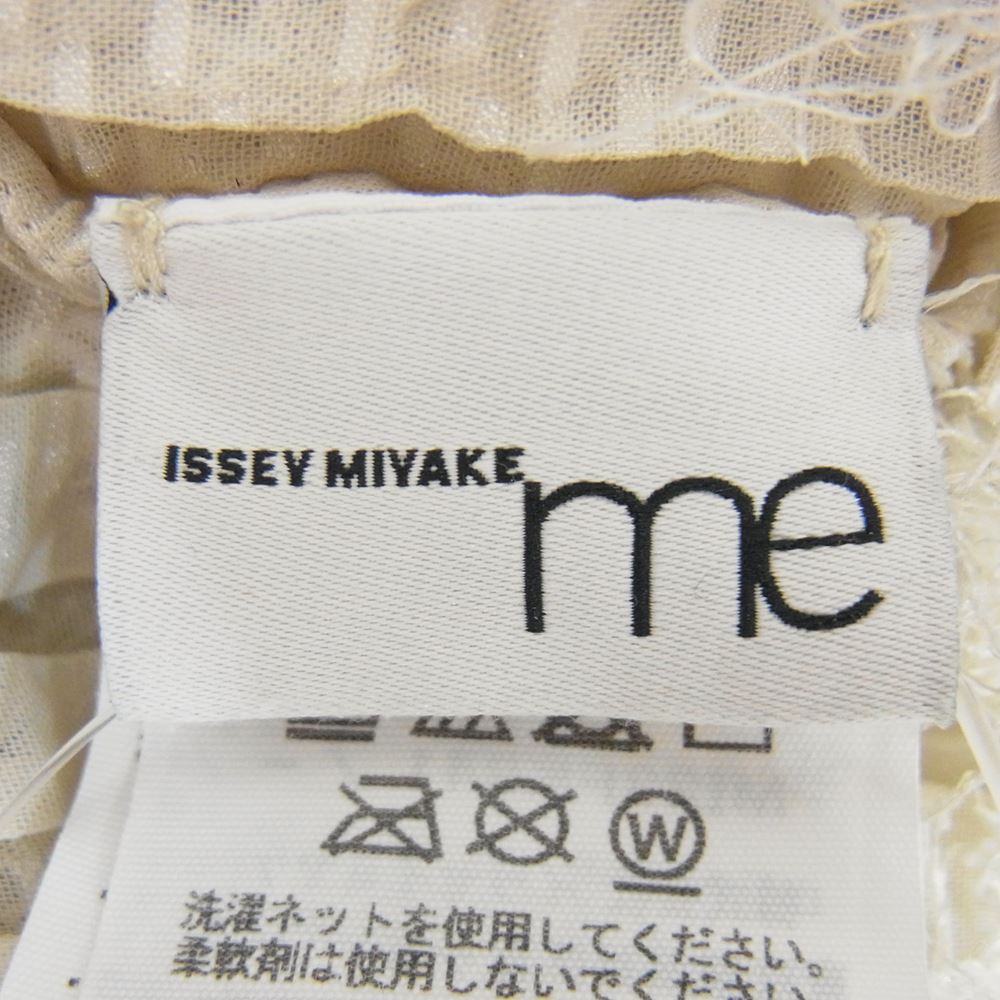 ISSEY MIYAKE
me
W
洗濯ネットを使用してください。
柔軟剤は使用しないでください